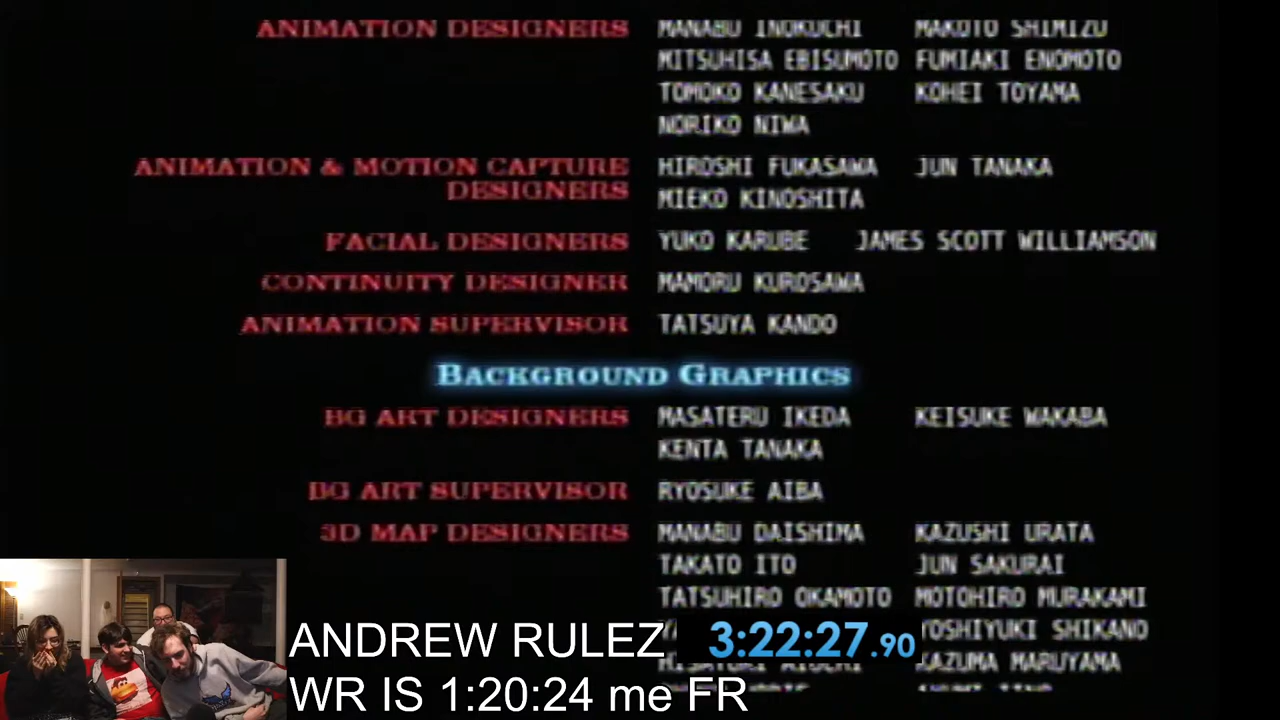 ANIMATION DESIGNERS MANABU INOKUCHI MAKOTO SHIMIZU
MITSUHISA EBISUMOTO FUMIAKI ENOMOTO
TOMOKO KANESAKU KOHEI TOYAMA
NORIKO NIWA
ANIMATION & MOTION CAPTURE HIROSHI FUKASAWA JUN TANAKA
DESIGNERS MIEKO KINOSHITA
FACIAL DESIGNERS YUKO KARUBE JAMES SCOTT WILLIAMSON
CONTINUITY DESIGNER MAMORU KUROSAWA
ANIMATION SUPERVISOR TATSUYA KANDO
BACKGROUND GRAPHICS
BG ART DESIGNERS MASATERU IKEDA KEISUKE WAKABA
KENTA TANAKA
BG ART SUPERVISOR RYOSUKE AIBA
3D MAP DESIGNERS MANABU DAISHIMA KAZUSHI URATA
TAKATO ITO JUN SAKURAI
TATSUHIRO OKAMOTO MOTOHIRO MURAKAMI
YOSHIYUKI SHIKANO
KAZUMA MARUYAMA
ANDREW RULEZ 3:22:27.90
WR IS 1:20:24 me FR